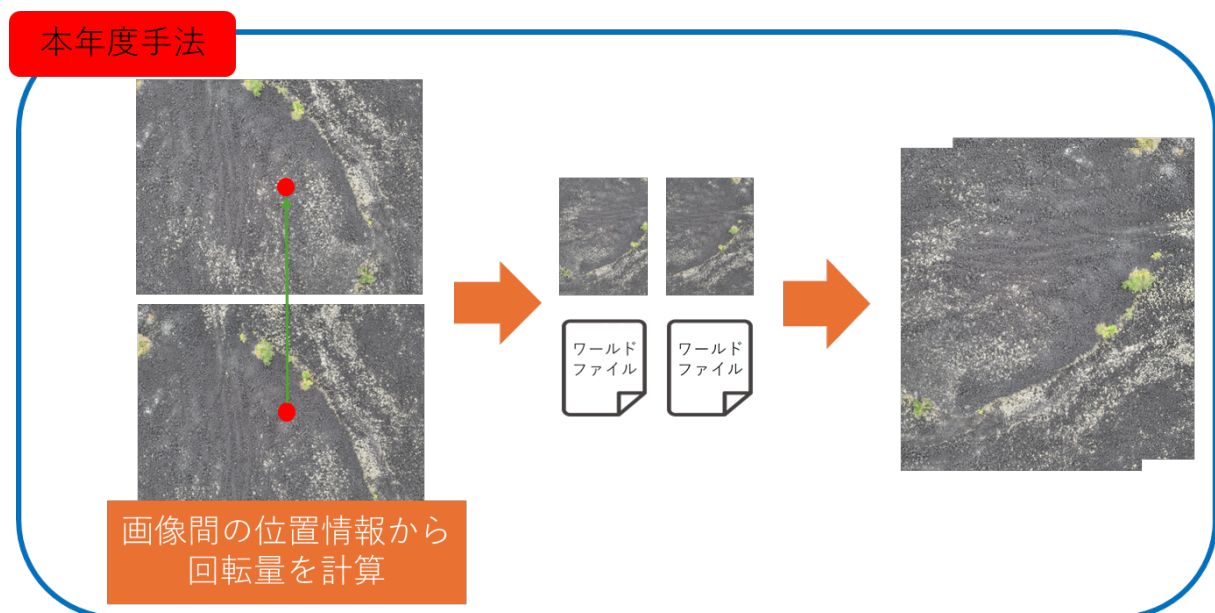 本年度手法
ワールド
ファイル
ワールド
ファイル
画像間の位置情報から
回転量を計算